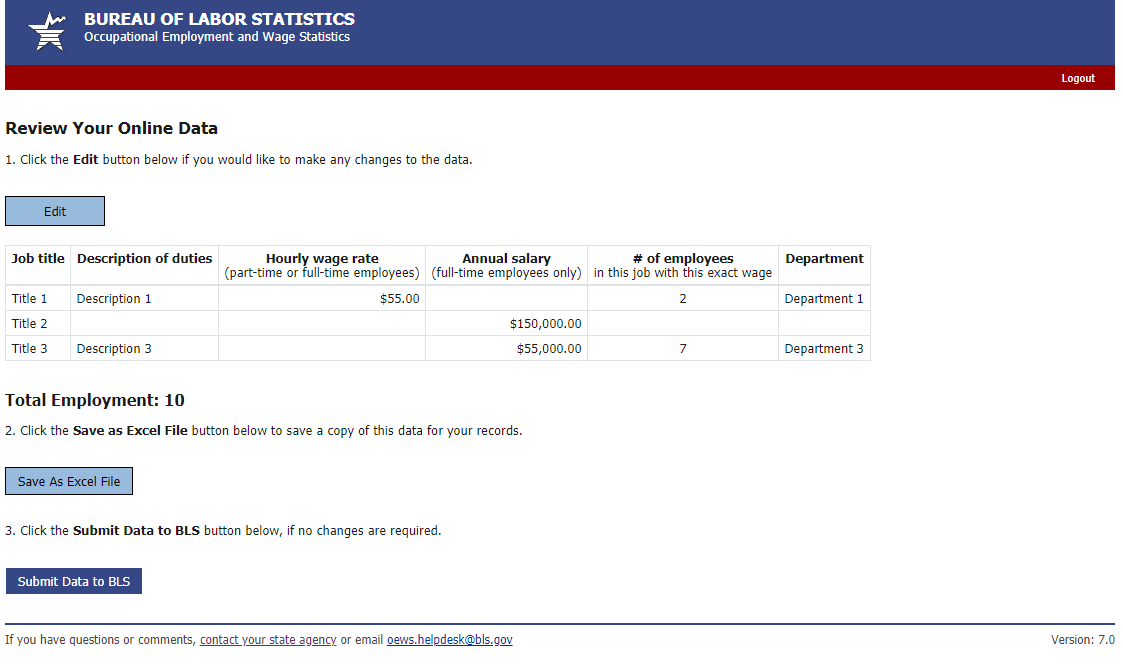 BUREAU OF LABOR STATISTICS
Occupational Employment and Wage Statistics
Logout
Review Your Online Data
1. Click the Edit button below if you would like to make any changes to the data.
Edit
Job title Description of duties Hourly wage rate Annual salary # of employees Department
(part-time or full-time employees) (full-time employees only) in this job with this exact wage
Title 1 Description 1 $55.00 2 Department 1
Title 2 $150,000.00
Title 3 Description 3 $55,000.00 7 Department 3
Total Employment: 10
2. Click the Save as Excel File button below to save a copy of this data for your records.
Save As Excel File
3. Click the Submit Data to BLS button below, if no changes are required.
Submit Data to BLS
If you have questions or comments, contact your state agency or email oews.helpdesk@bls.gov Version: 7.0